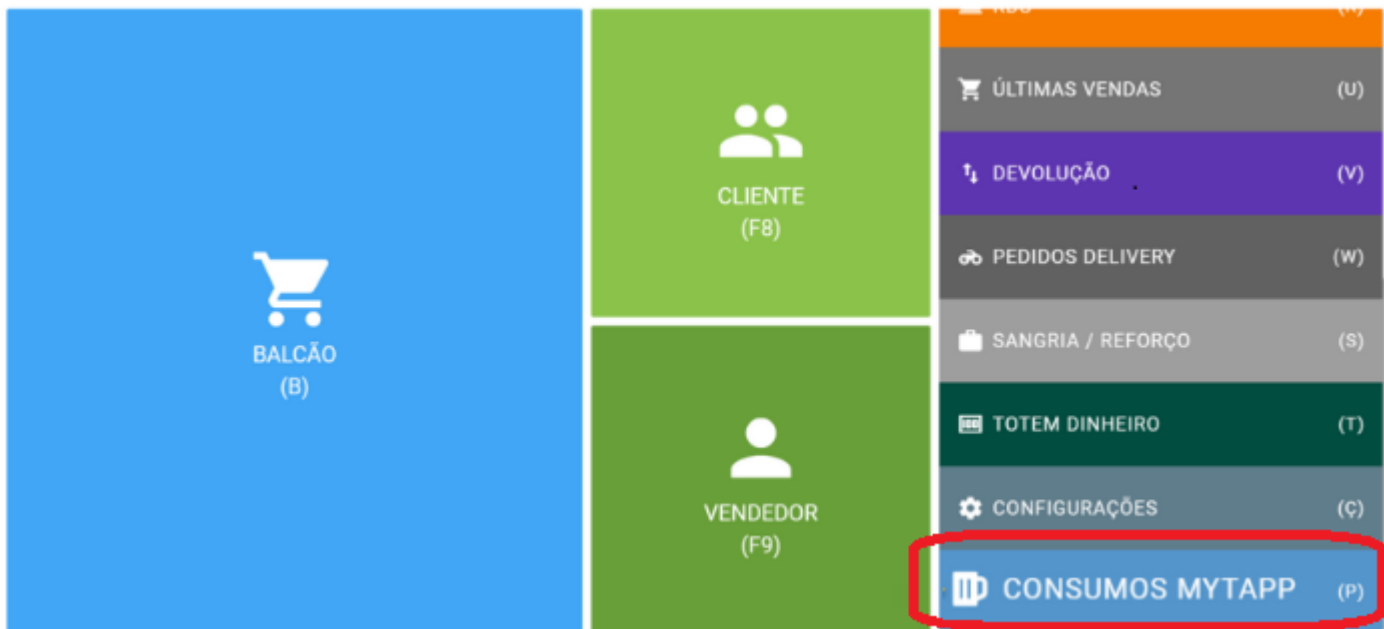 BALCÃO
(B)
CLIENTE
(F8)
VENDEDOR
(F9)
ÚLTIMAS VENDAS (U)
DEVOLUÇÃO (V)
PEDIDOS DELIVERY (W)
SANGRIA / REFORÇO (S)
TOTEM DINHEIRO (T)
CONFIGURAÇÕES (Ç)
CONSUMOS MYTAPP (P)